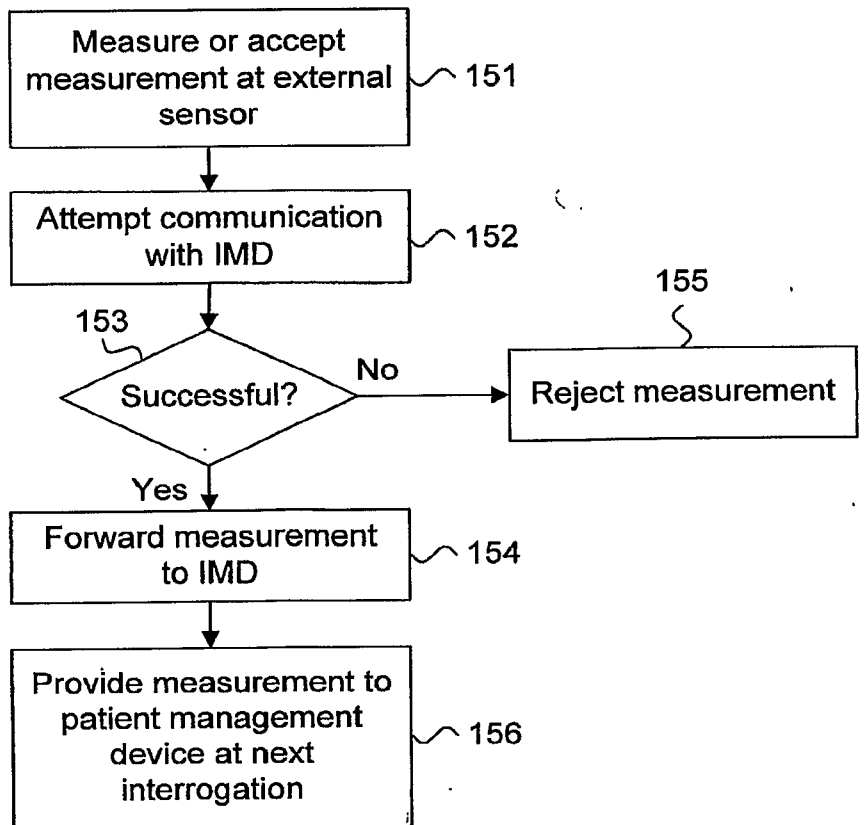 Measure or accept
measurement at external
sensor
151
Attempt communication
with IMD
152
153
Successful?
No
155
Reject measurement
Yes
Forward measurement
to IMD
154
Provide measurement to
patient management
device at next
interrogation
156